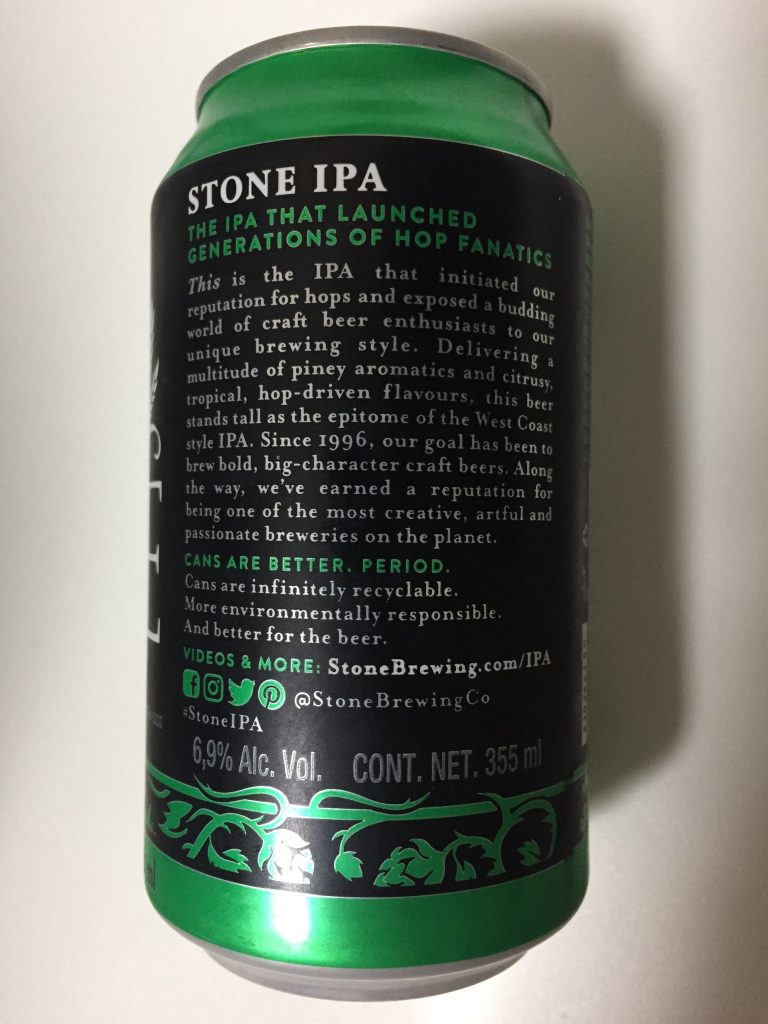 STONE IPA
THE IPA THAT LAUNCHED
GENERATIONS OF HOP FANATICS
This is the IPA that initiated our
reputation for hops and exposed a budding
world of craft beer enthusiasts to our
unique brewing style. Delivering a
multitude of piney aromatics and citrusy,
tropical, hop-driven flavours, this beer
stands tall as the epitome of the West Coast
style IPA. Since 1996, our goal has been to
brew bold, big-character craft beers. Along
the way, we've earned a reputation for
being one of the most creative, artful and
passionate breweries on the planet.
CANS ARE BETTER. PERIOD.
Cans are infinitely recyclable.
More environmentally responsible.
And better for the beer.
VIDEOS & MORE: StoneBrewing.com/IPA
@StoneBrewingCo
#StoneIPA
6,9% Alc. Vol. CONT. NET. 355 ml